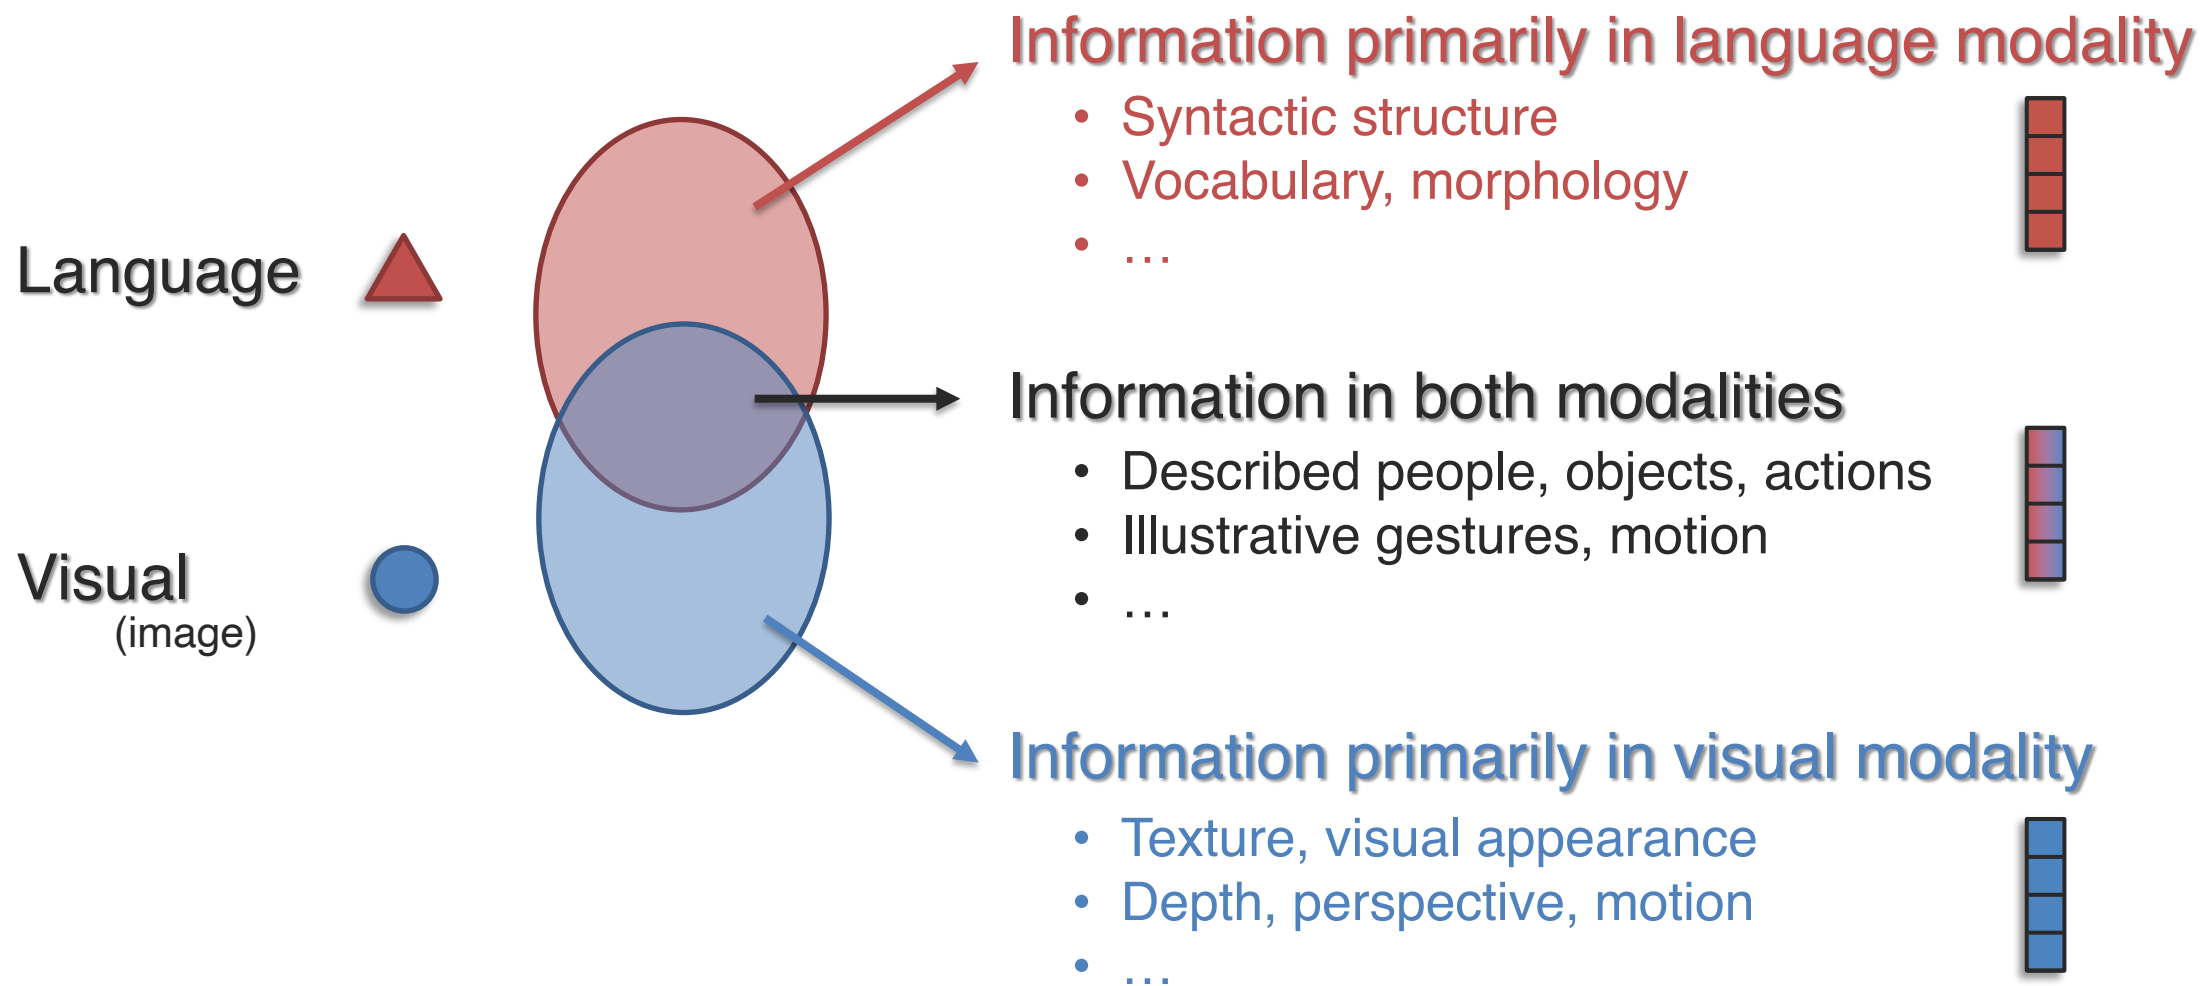 Information primarily in language modality
• Syntactic structure
• Vocabulary, morphology
• …
Language
Information in both modalities
• Described people, objects, actions
• Illustrative gestures, motion
• …
Visual
(image)
Information primarily in visual modality
• Texture, visual appearance
• Depth, perspective, motion
• …